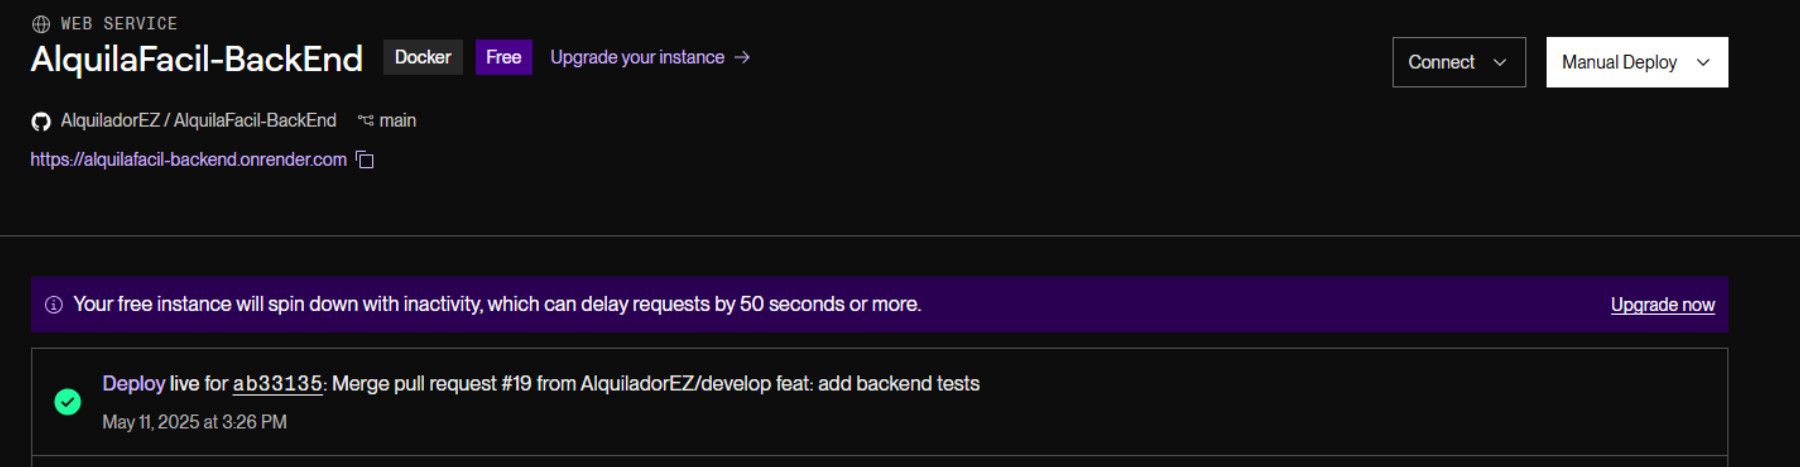 WEB SERVICE
AlquilaFacil-BackEnd Docker Free Upgrade your instance → Connect Manual Deploy
AlquiladorEZ / AlquilaFacil-BackEnd main
https://alquilafacil-backend.onrender.com
Your free instance will spin down with inactivity, which can delay requests by 50 seconds or more. Upgrade now
Deploy live for ab33135: Merge pull request #19 from AlquiladorEZ/develop feat: add backend tests
May 11, 2025 at 3:26 PM